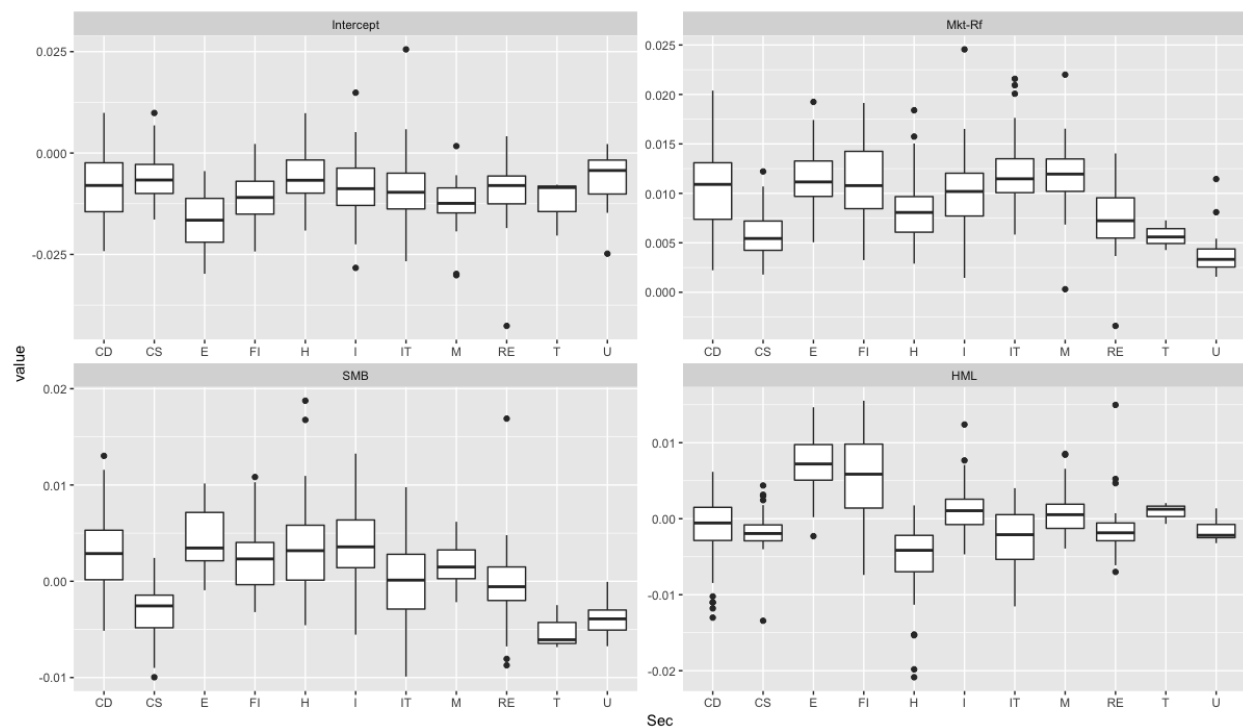 Intercept
Mkt-Rf
0.025
0.000
-0.025
0.025
0.020
0.015
0.010
0.005
0.000
CD CS E FI H I IT M RE T U
CD CS E FI H I IT M RE T U
value
SMB
HML
0.02
0.01
0.00
-0.01
0.01
0.00
-0.01
-0.02
CD CS E FI H I IT M RE T U
CD CS E FI H I IT M RE T U
Sec